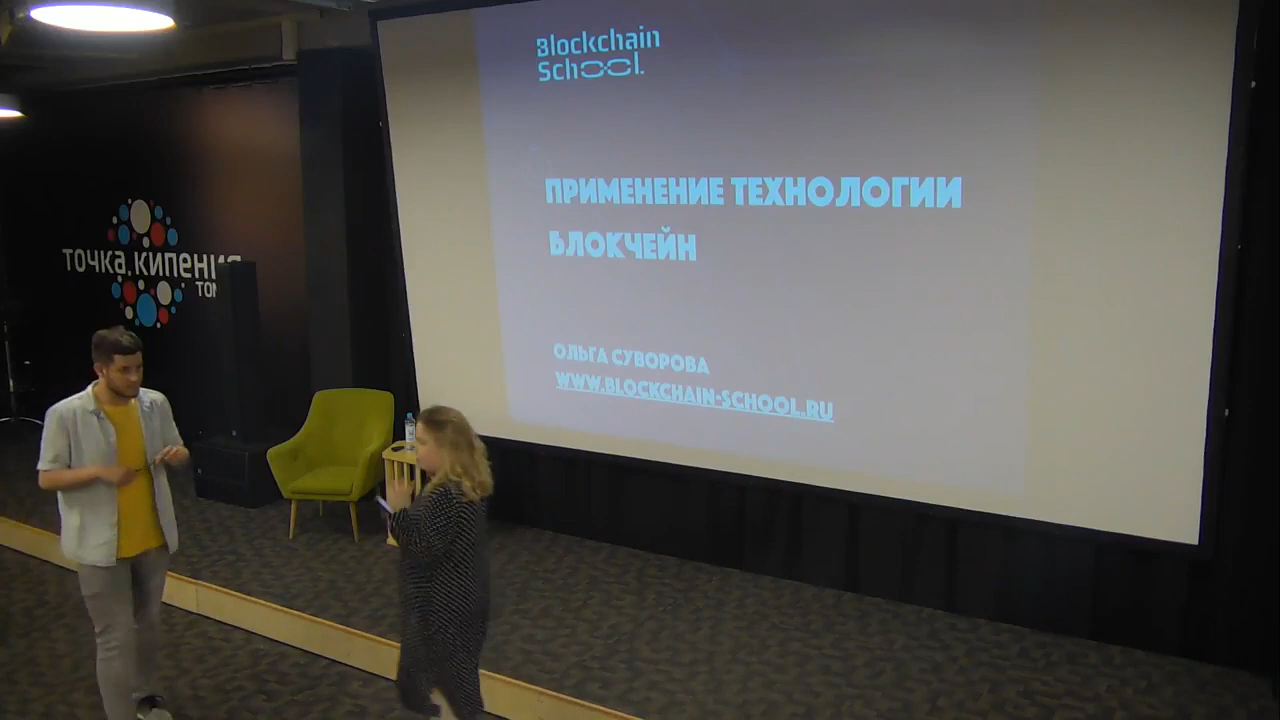 Blockchain
School.
ПРИМЕНЕНИЕ ТЕХНОЛОГИИ
БЛОКЧЕЙН
ОЛЬГА СУВОРОВА
WWW.BLOCKCHAIN-SCHOOL.RU
точка кипения